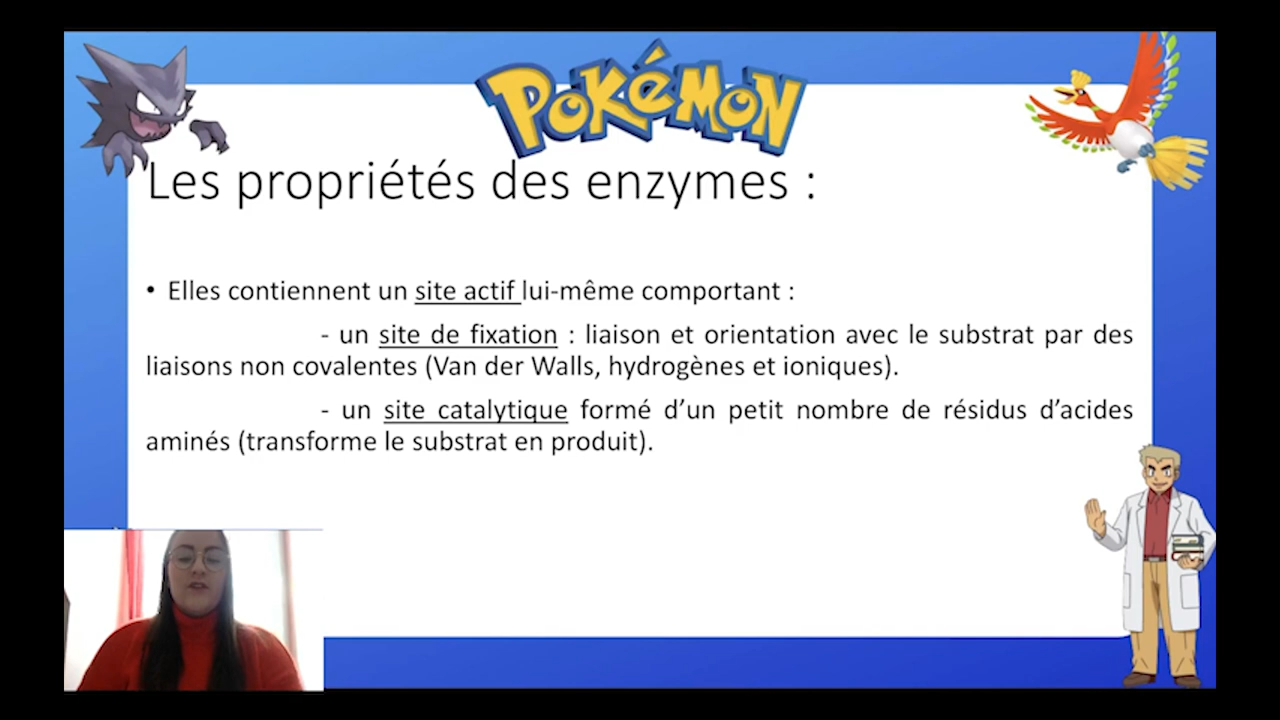 POKéMON
Les propriétés des enzymes :
• Elles contiennent un site actif lui-même comportant :
- un site de fixation : liaison et orientation avec le substrat par des
liaisons non covalentes (Van der Walls, hydrogènes et ioniques).
- un site catalytique formé d’un petit nombre de résidus d’acides
aminés (transforme le substrat en produit).